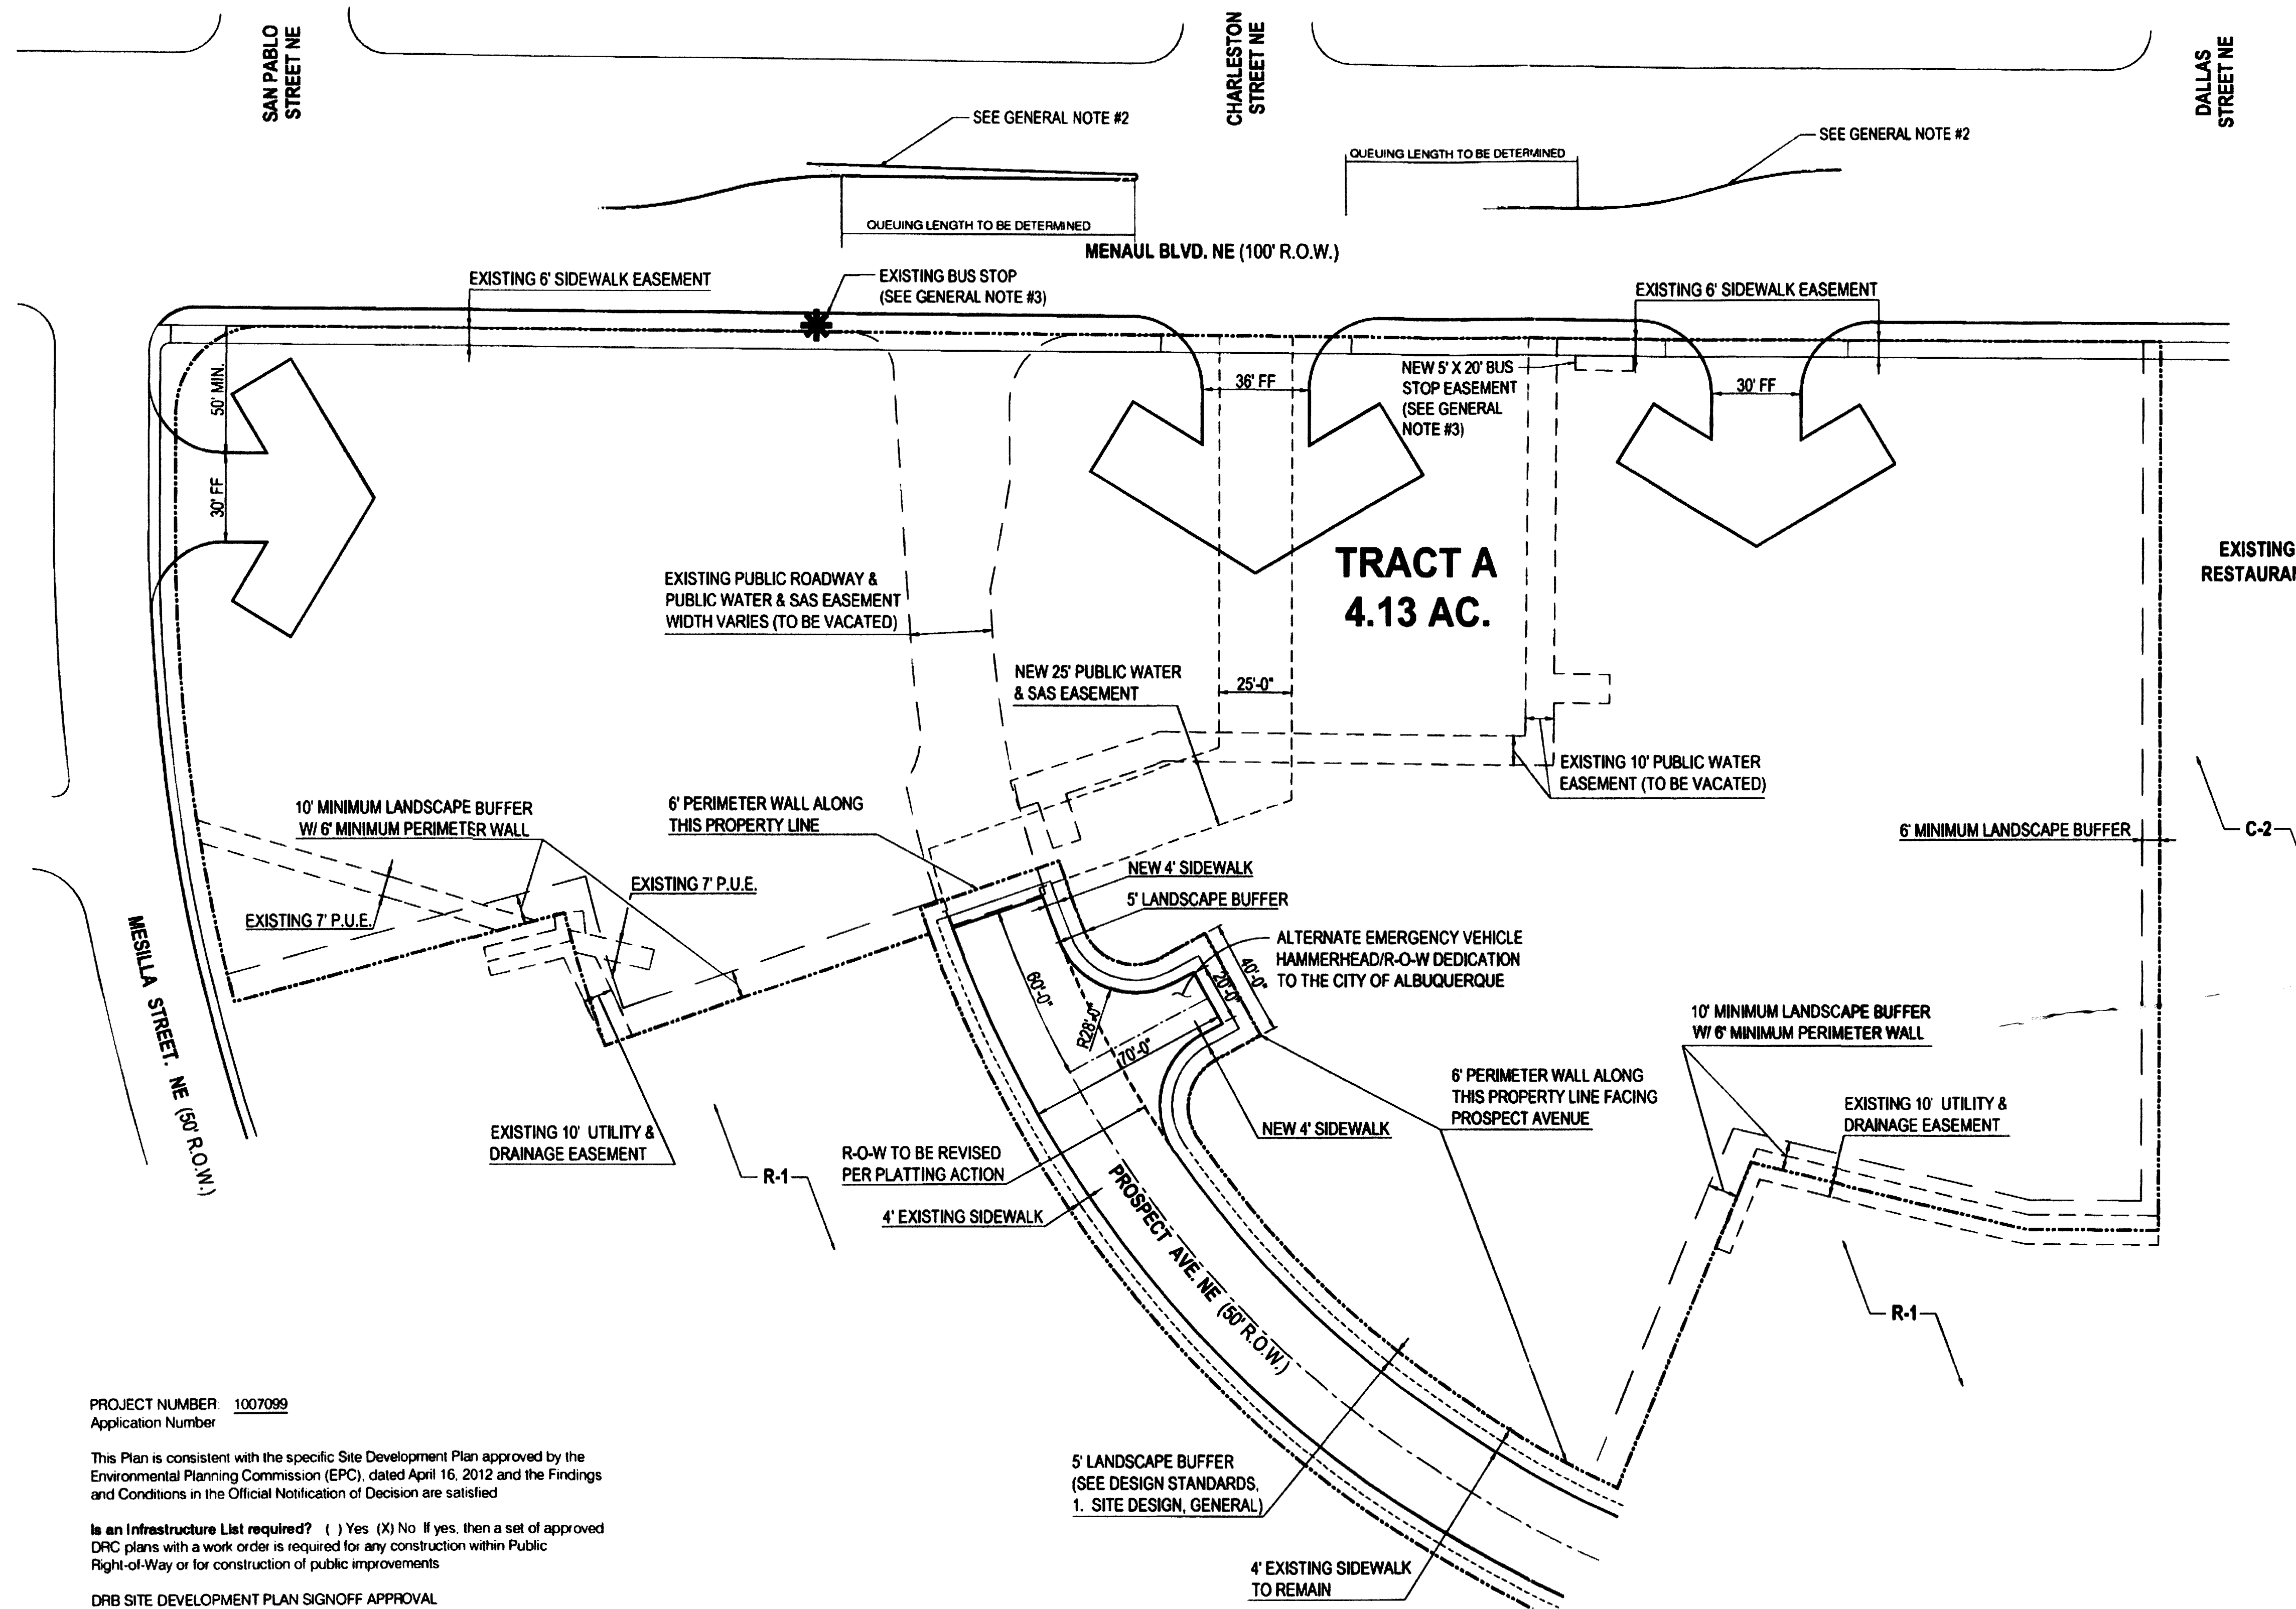 SAN PABLO
STREET NE
CHARLESTON
STREET NE
DALLAS
STREET NE
SEE GENERAL NOTE #2
SEE GENERAL NOTE #2
QUEUING LENGTH TO BE DETERMINED
QUEUING LENGTH TO BE DETERMINED
MENAUL BLVD. NE (100' R.O.W.)
EXISTING 6' SIDEWALK EASEMENT
EXISTING BUS STOP
(SEE GENERAL NOTE #3)
EXISTING 6' SIDEWALK EASEMENT
50' MIN.
30' FF
36' FF
NEW 5' X 20' BUS
STOP EASEMENT
(SEE GENERAL
NOTE #3)
30' FF
TRACT A
4.13 AC.
EXISTING
EXISTING PUBLIC ROADWAY &
PUBLIC WATER & SAS EASEMENT
WIDTH VARIES (TO BE VACATED)
NEW 25' PUBLIC WATER
& SAS EASEMENT
25'-0"
EXISTING 10' PUBLIC WATER
EASEMENT (TO BE VACATED)
10' MINIMUM LANDSCAPE BUFFER
W/ 6' MINIMUM PERIMETER WALL
6' PERIMETER WALL ALONG
THIS PROPERTY LINE
6' MINIMUM LANDSCAPE BUFFER
C-2
EXISTING 7' P.U.E.
EXISTING 7' P.U.E.
NEW 4' SIDEWALK
5' LANDSCAPE BUFFER
ALTERNATE EMERGENCY VEHICLE
HAMMERHEAD/R-O-W DEDICATION
TO THE CITY OF ALBUQUERQUE
MESILLA STREET. NE (50' R.O.W.)
60'-0"
R28'-0"
20'-0"
40'-0"
70'-0"
10' MINIMUM LANDSCAPE BUFFER
W/ 6' MINIMUM PERIMETER WALL
6' PERIMETER WALL ALONG
THIS PROPERTY LINE FACING
PROSPECT AVENUE
EXISTING 10' UTILITY &
DRAINAGE EASEMENT
EXISTING 10' UTILITY &
DRAINAGE EASEMENT
NEW 4' SIDEWALK
R-O-W TO BE REVISED
PER PLATTING ACTION
R-1
4' EXISTING SIDEWALK
PROSPECT AVE. NE (50' R.O.W.)
R-1
PROJECT NUMBER: 1007099
Application Number:
This Plan is consistent with the specific Site Development Plan approved by the
Environmental Planning Commission (EPC), dated April 16, 2012 and the Findings
and Conditions in the Official Notification of Decision are satisfied
Is an Infrastructure List required? ( ) Yes (X) No If yes, then a set of approved
DRC plans with a work order is required for any construction within Public
Right-of-Way or for construction of public improvements
DRB SITE DEVELOPMENT PLAN SIGNOFF APPROVAL
5' LANDSCAPE BUFFER
(SEE DESIGN STANDARDS,
1. SITE DESIGN, GENERAL)
4' EXISTING SIDEWALK
TO REMAIN